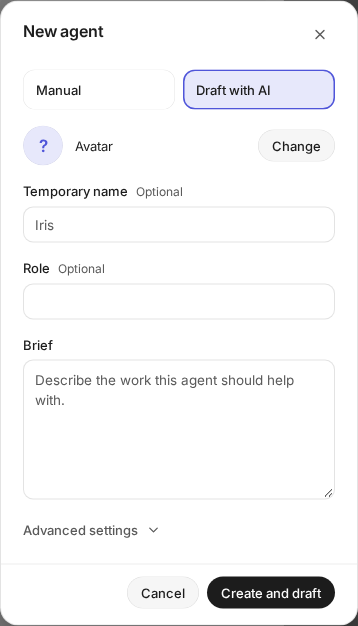 New agent
Manual
Draft with AI
?
Avatar
Change
Temporary name Optional
Iris
Role Optional
Brief
Describe the work this agent should help
with.
Advanced settings
Cancel
Create and draft